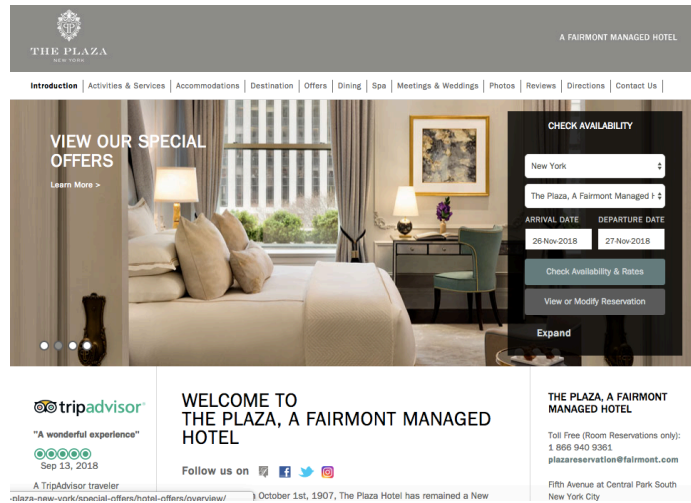 THE PLAZA
NEW YORK
A FAIRMONT MANAGED HOTEL
Introduction | Activities & Services | Accommodations | Destination | Offers | Dining | Spa | Meetings & Weddings | Photos | Reviews | Directions | Contact Us |
VIEW OUR SPECIAL
OFFERS
Learn More >
CHECK AVAILABILITY
New York
The Plaza, A Fairmont Managed H
ARRIVAL DATE DEPARTURE DATE
26-Nov-2018 27-Nov-2018
Check Availability & Rates
View or Modify Reservation
Expand
tripadvisor
"A wonderful experience"
Sep 13, 2018
A TripAdvisor traveler
WELCOME TO
THE PLAZA, A FAIRMONT MANAGED
HOTEL
Follow us on
October 1st, 1907, The Plaza Hotel has remained a New
THE PLAZA, A FAIRMONT
MANAGED HOTEL
Toll Free (Room Reservations only):
1 866 940 9361
plazareservation@fairmont.com
Fifth Avenue at Central Park South
New York City
-plaza-new-york/special-offers/hotel-offers/overview/